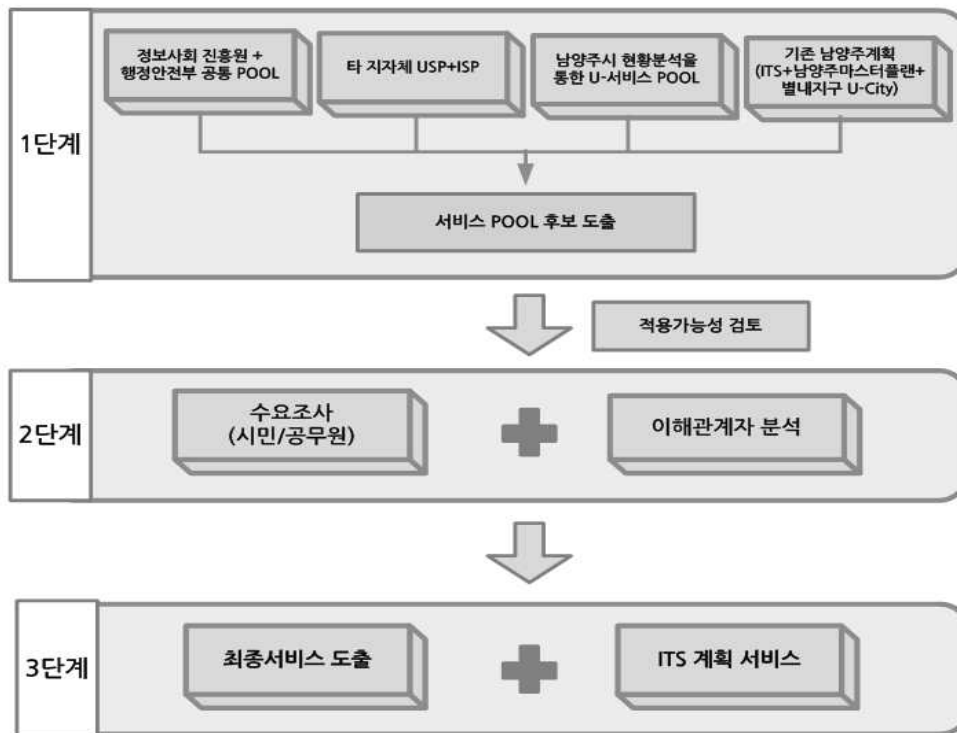 1단계
정보사회 진흥원 +
행정안전부 공통 POOL
타 지자체 USP+ISP
남양주시 현황분석을
통한 U-서비스 POOL
기존 남양주계획
(ITS+남양주마스터플랜+
별내지구 U-City)
서비스 POOL 후보 도출
적용가능성 검토
2단계
수요조사
(시민/공무원)
이해관계자 분석
3단계
최종서비스 도출
ITS 계획 서비스